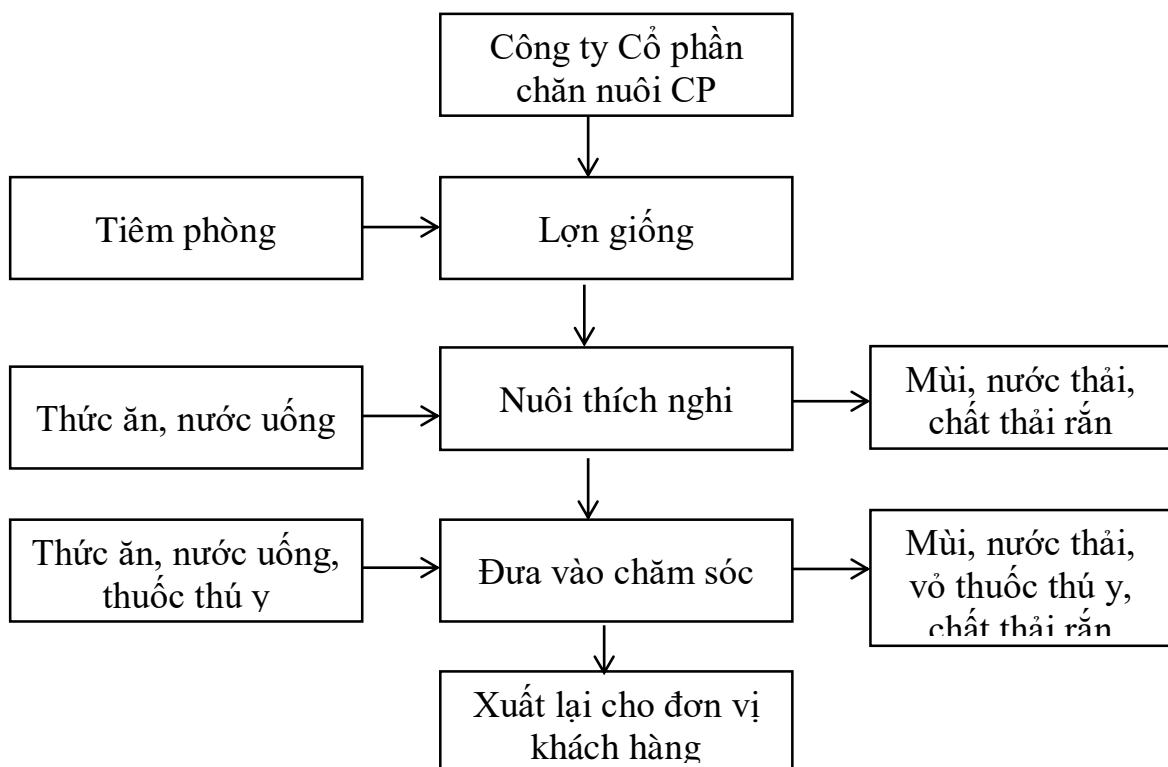 Công ty Cổ phần
chăn nuôi CP
Tiêm phòng
Lợn giống
Thức ăn, nước uống
Nuôi thích nghi
Mùi, nước thải,
chất thải rắn
Thức ăn, nước uống,
thuốc thú y
Đưa vào chăm sóc
Mùi, nước thải,
vỏ thuốc thú y,
chất thải rắn
Xuất lại cho đơn vị
khách hàng